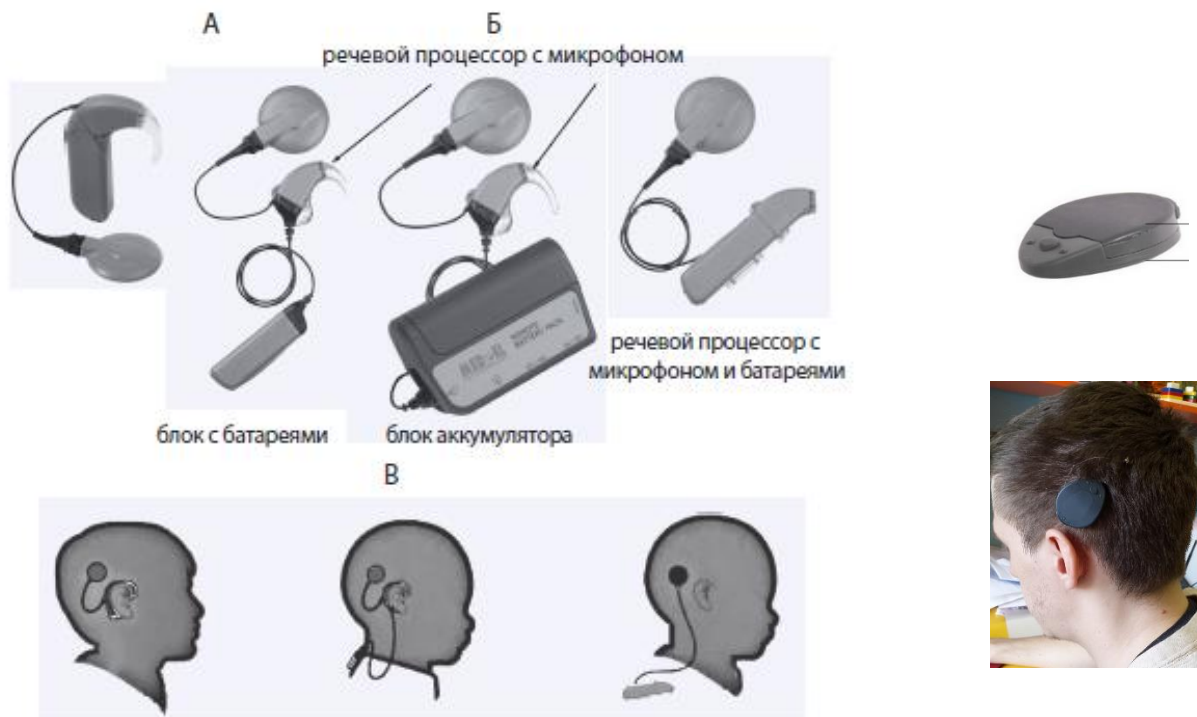 А
Б
речевой процессор с микрофоном
речевой процессор с
микрофоном и батареями
блок с батареями
блок аккумулятора
В